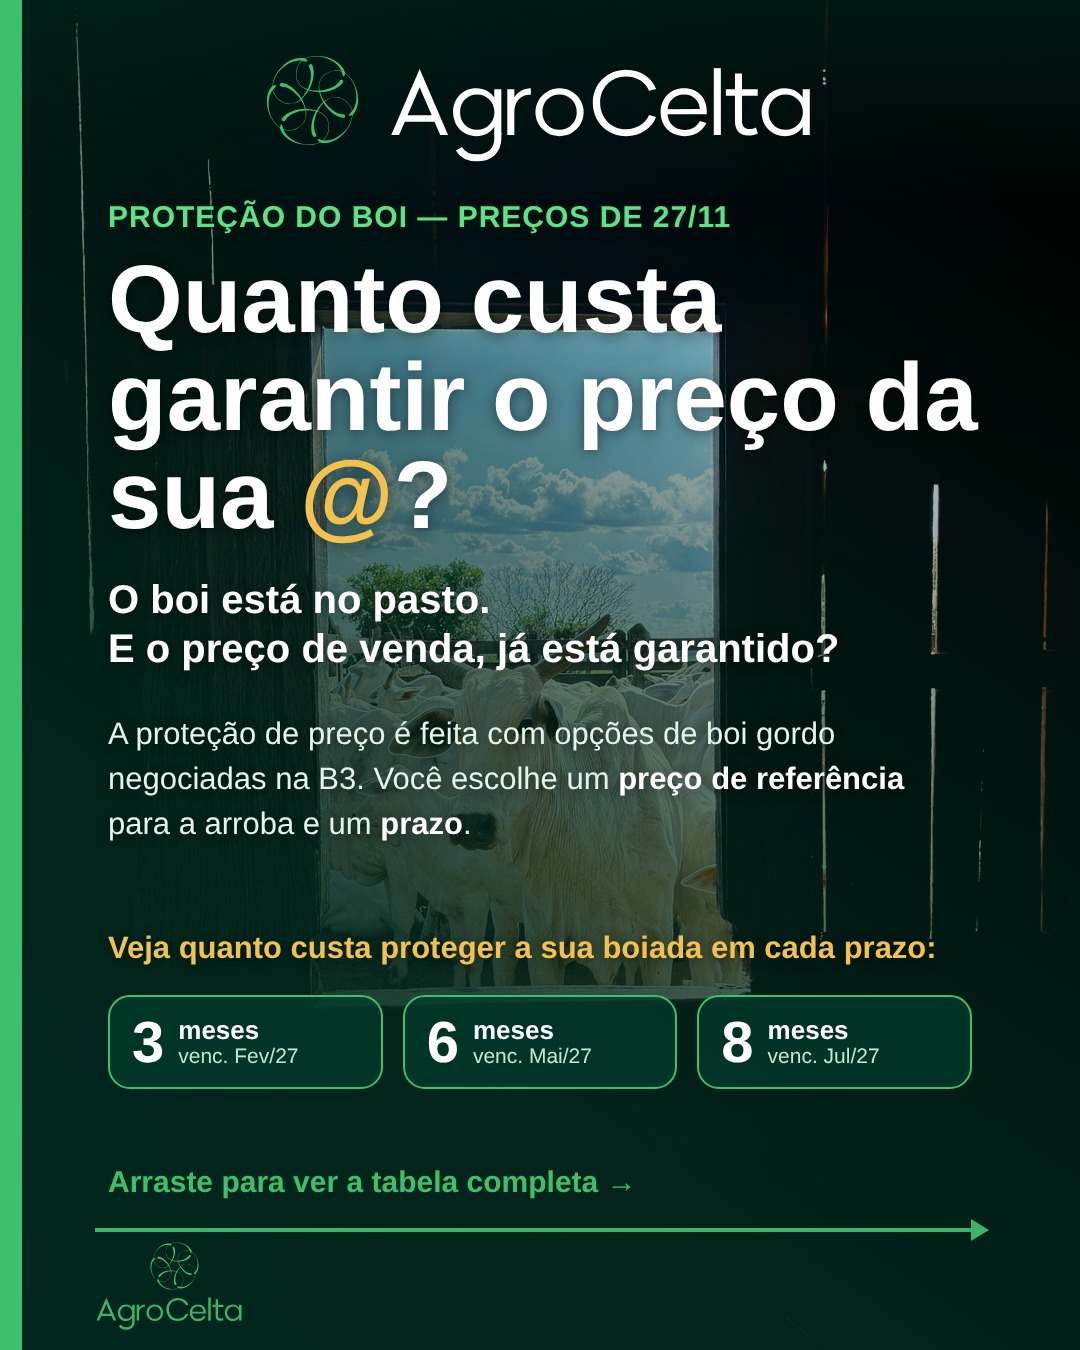 AgroCelta
PROTEÇÃO DO BOI — PREÇOS DE 27/11
Quanto custa
garantir o preço da
sua @?
O boi está no pasto.
E o preço de venda, já está garantido?
A proteção de preço é feita com opções de boi gordo
negociadas na B3. Você escolhe um preço de referência
para a arroba e um prazo.
Veja quanto custa proteger a sua boiada em cada prazo:
3 meses
venc. Fev/27
6 meses
venc. Mai/27
8 meses
venc. Jul/27
Arraste para ver a tabela completa →
AgroCelta